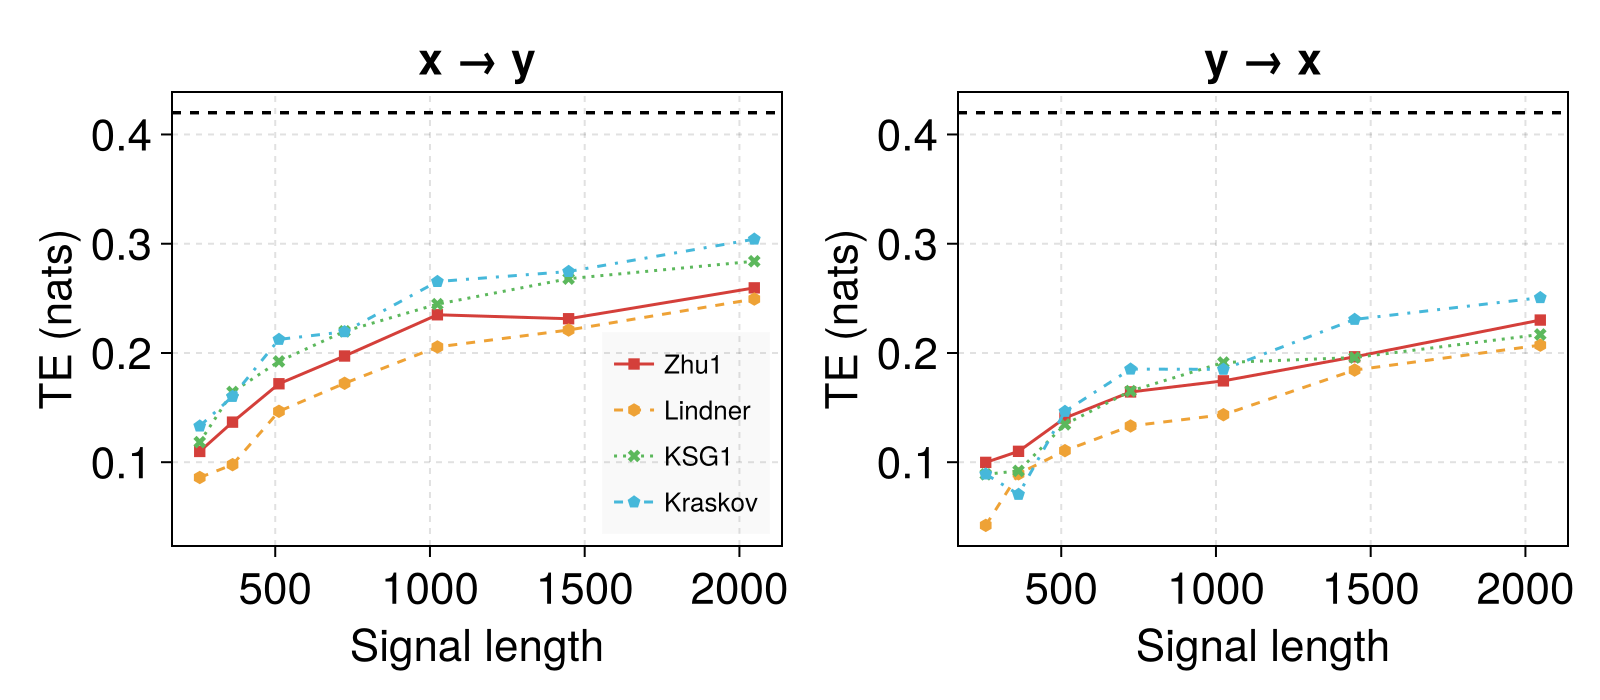 x → y
TE (nats)
0.4
0.3
0.2
0.1
Zhu1
Lindner
KSG1
Kraskov
500 1000 1500 2000
Signal length
y → x
TE (nats)
0.4
0.3
0.2
0.1
500 1000 1500 2000
Signal length